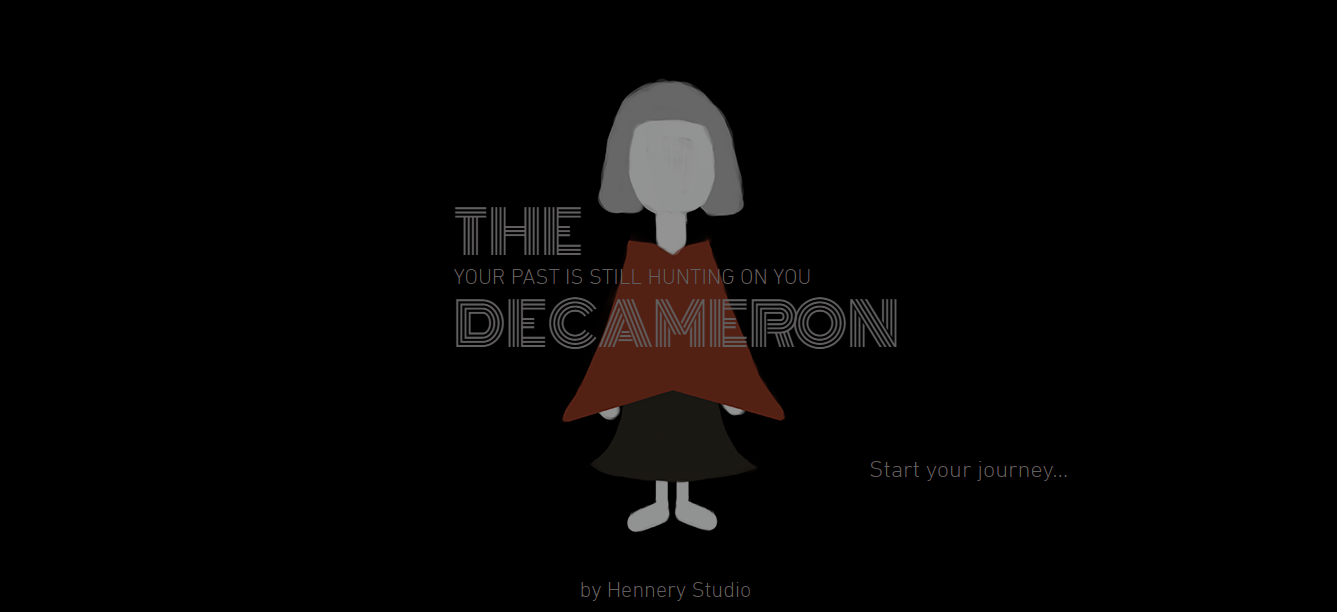 THE
YOUR PAST IS STILL HUNTING ON YOU
DECAMERON
Start your journey...
by Hennery Studio